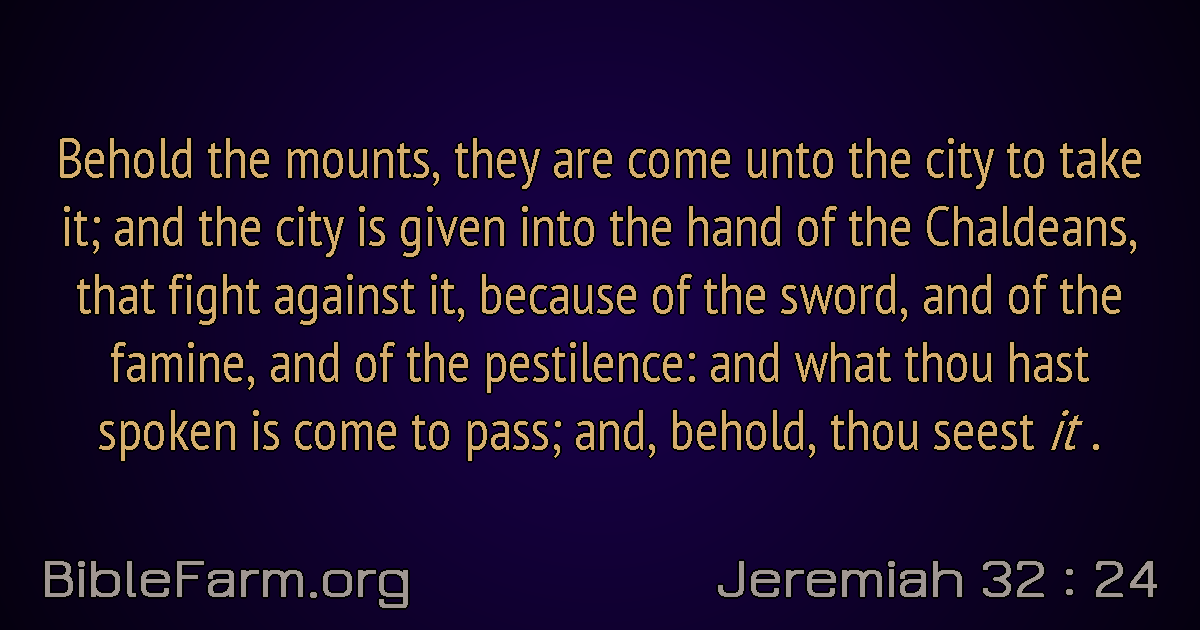 Behold the mounts, they are come unto the city to take
it; and the city is given into the hand of the Chaldeans,
that fight against it, because of the sword, and of the
famine, and of the pestilence: and what thou hast
spoken is come to pass; and, behold, thou seest it .
BibleFarm.org
Jeremiah 32 : 24